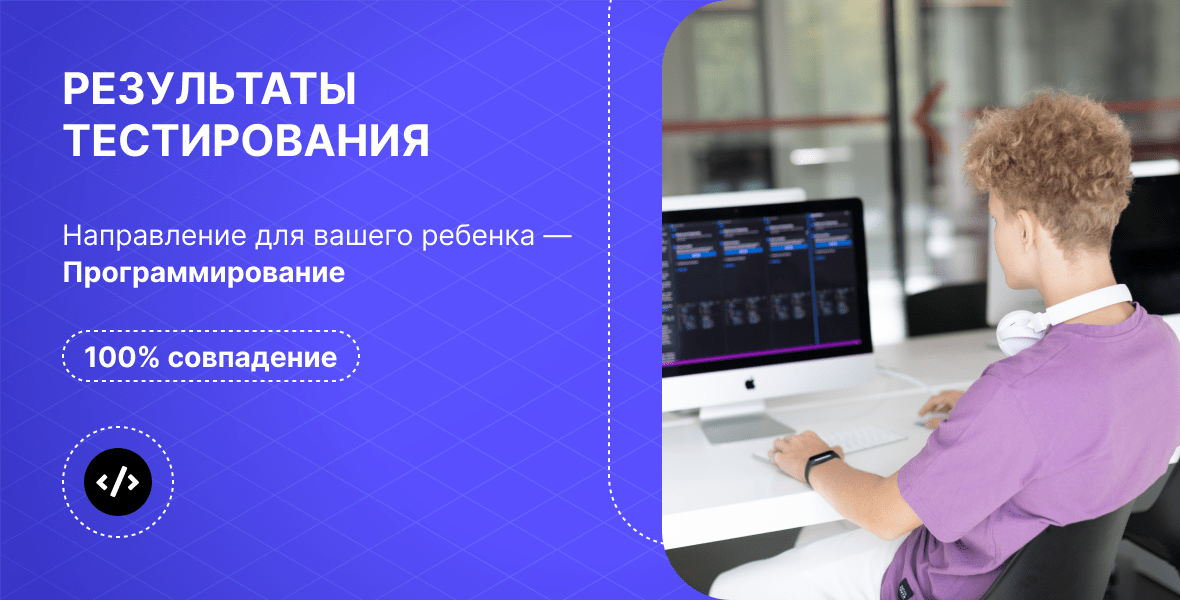 РЕЗУЛЬТАТЫ
ТЕСТИРОВАНИЯ
Направление для вашего ребенка —
Программирование
100% совпадение
</>